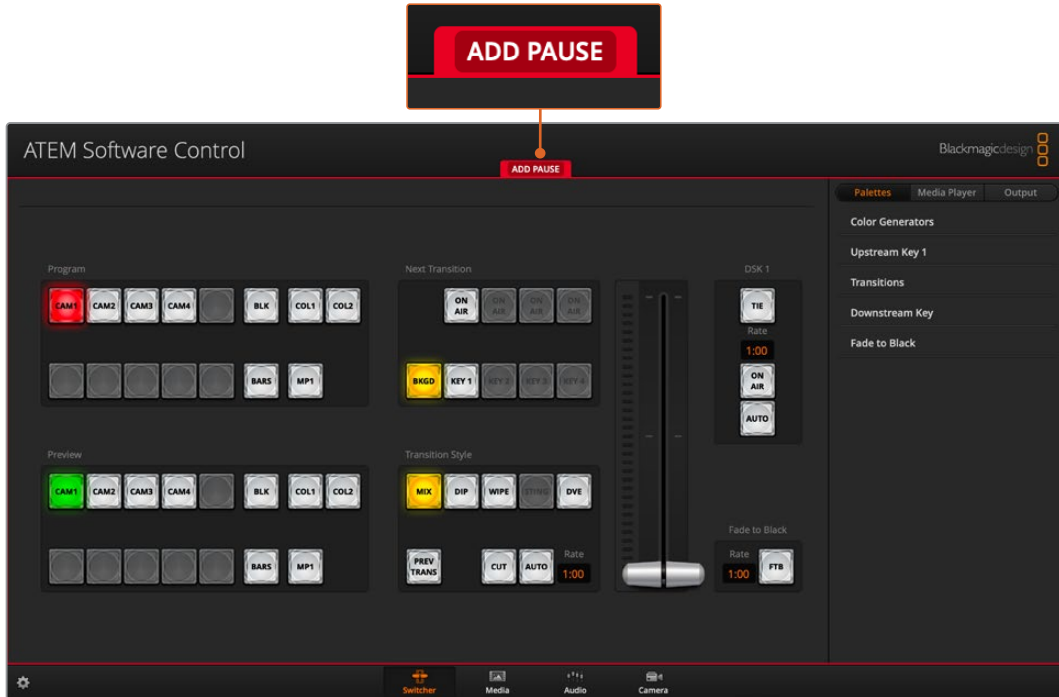 ADD PAUSE
ATEM Software Control
Blackmagicdesign
ADD PAUSE
Palettes Media Player Output
Color Generators
Upstream Key 1
Transitions
Downstream Key
Fade to Black
Program
CAM1 CAM2 CAM3 CAM4 BLK COL1 COL2
BARS MP1
Next Transition
ON AIR ON AIR ON AIR ON AIR
BKGD KEY 1 KEY 2 KEY 3 KEY 4
DSK 1
TIE
Rate
1:00
ON
AIR
AUTO
Preview
CAM1 CAM2 CAM3 CAM4 BLK COL1 COL2
BARS MP1
Transition Style
MIX DIP WIPE STING DVE
PREV
TRANS
CUT AUTO
Rate
1:00
Fade to Black
Rate
1:00 FTB
Switcher Media Audio Camera